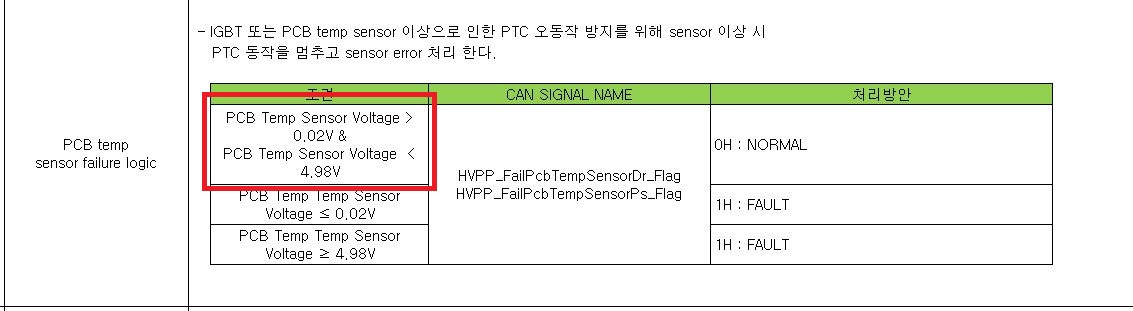 - IGBT 또는 PCB temp sensor 이상으로 인한 PTC 오동작 방지를 위해 sensor 이상 시
PTC 동작을 멈추고 sensor error 처리 한다.
조건
CAN SIGNAL NAME
처리방안
PCB temp
sensor failure logic
PCB Temp Sensor Voltage >
0.02V &
PCB Temp Sensor Voltage <
4.98V
HVPP_FailPcbTempSensorDr_Flag
HVPP_FailPcbTempSensorPs_Flag
0H : NORMAL
PCB Temp Temp Sensor
Voltage ≤ 0.02V
1H : FAULT
PCB Temp Temp Sensor
Voltage ≥ 4.98V
1H : FAULT